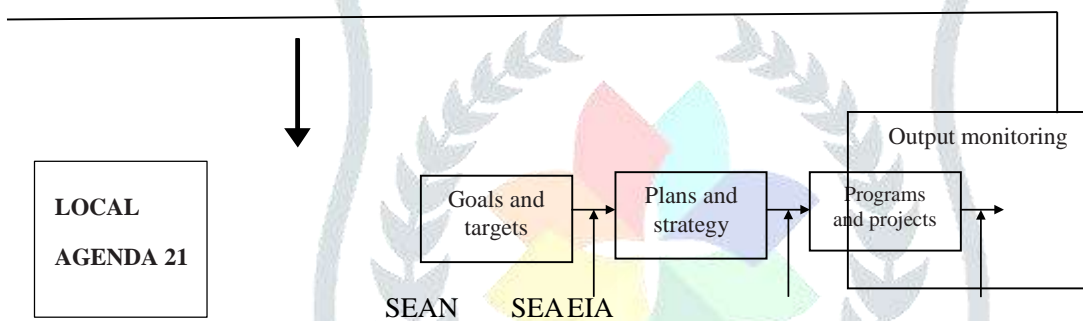 Output monitoring
LOCAL
AGENDA 21
Goals and
targets
Plans and
strategy
Programs
and projects
SEAN SEA EIA